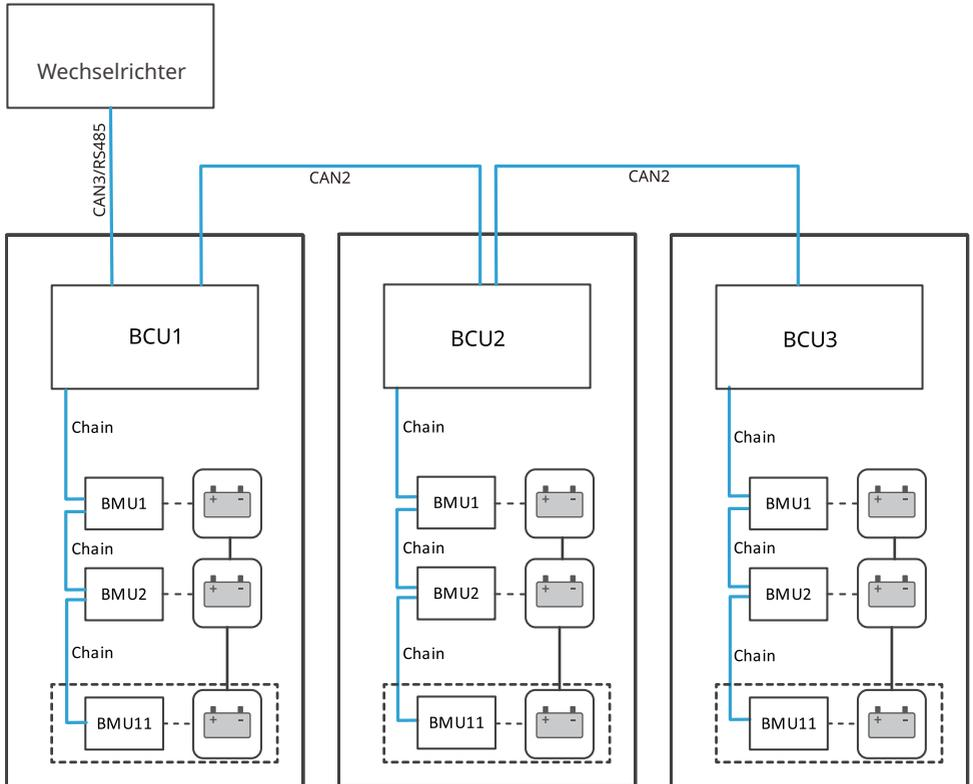 Wechselrichter
CAN3/RS485
CAN2
CAN2
BCU1
BCU2
BCU3
Chain
Chain
Chain
BMU1
+ -
BMU1
+ -
BMU1
+ -
Chain
Chain
Chain
BMU2
+ -
BMU2
+ -
BMU2
+ -
Chain
Chain
Chain
BMU11
+ -
BMU11
+ -
BMU11
+ -